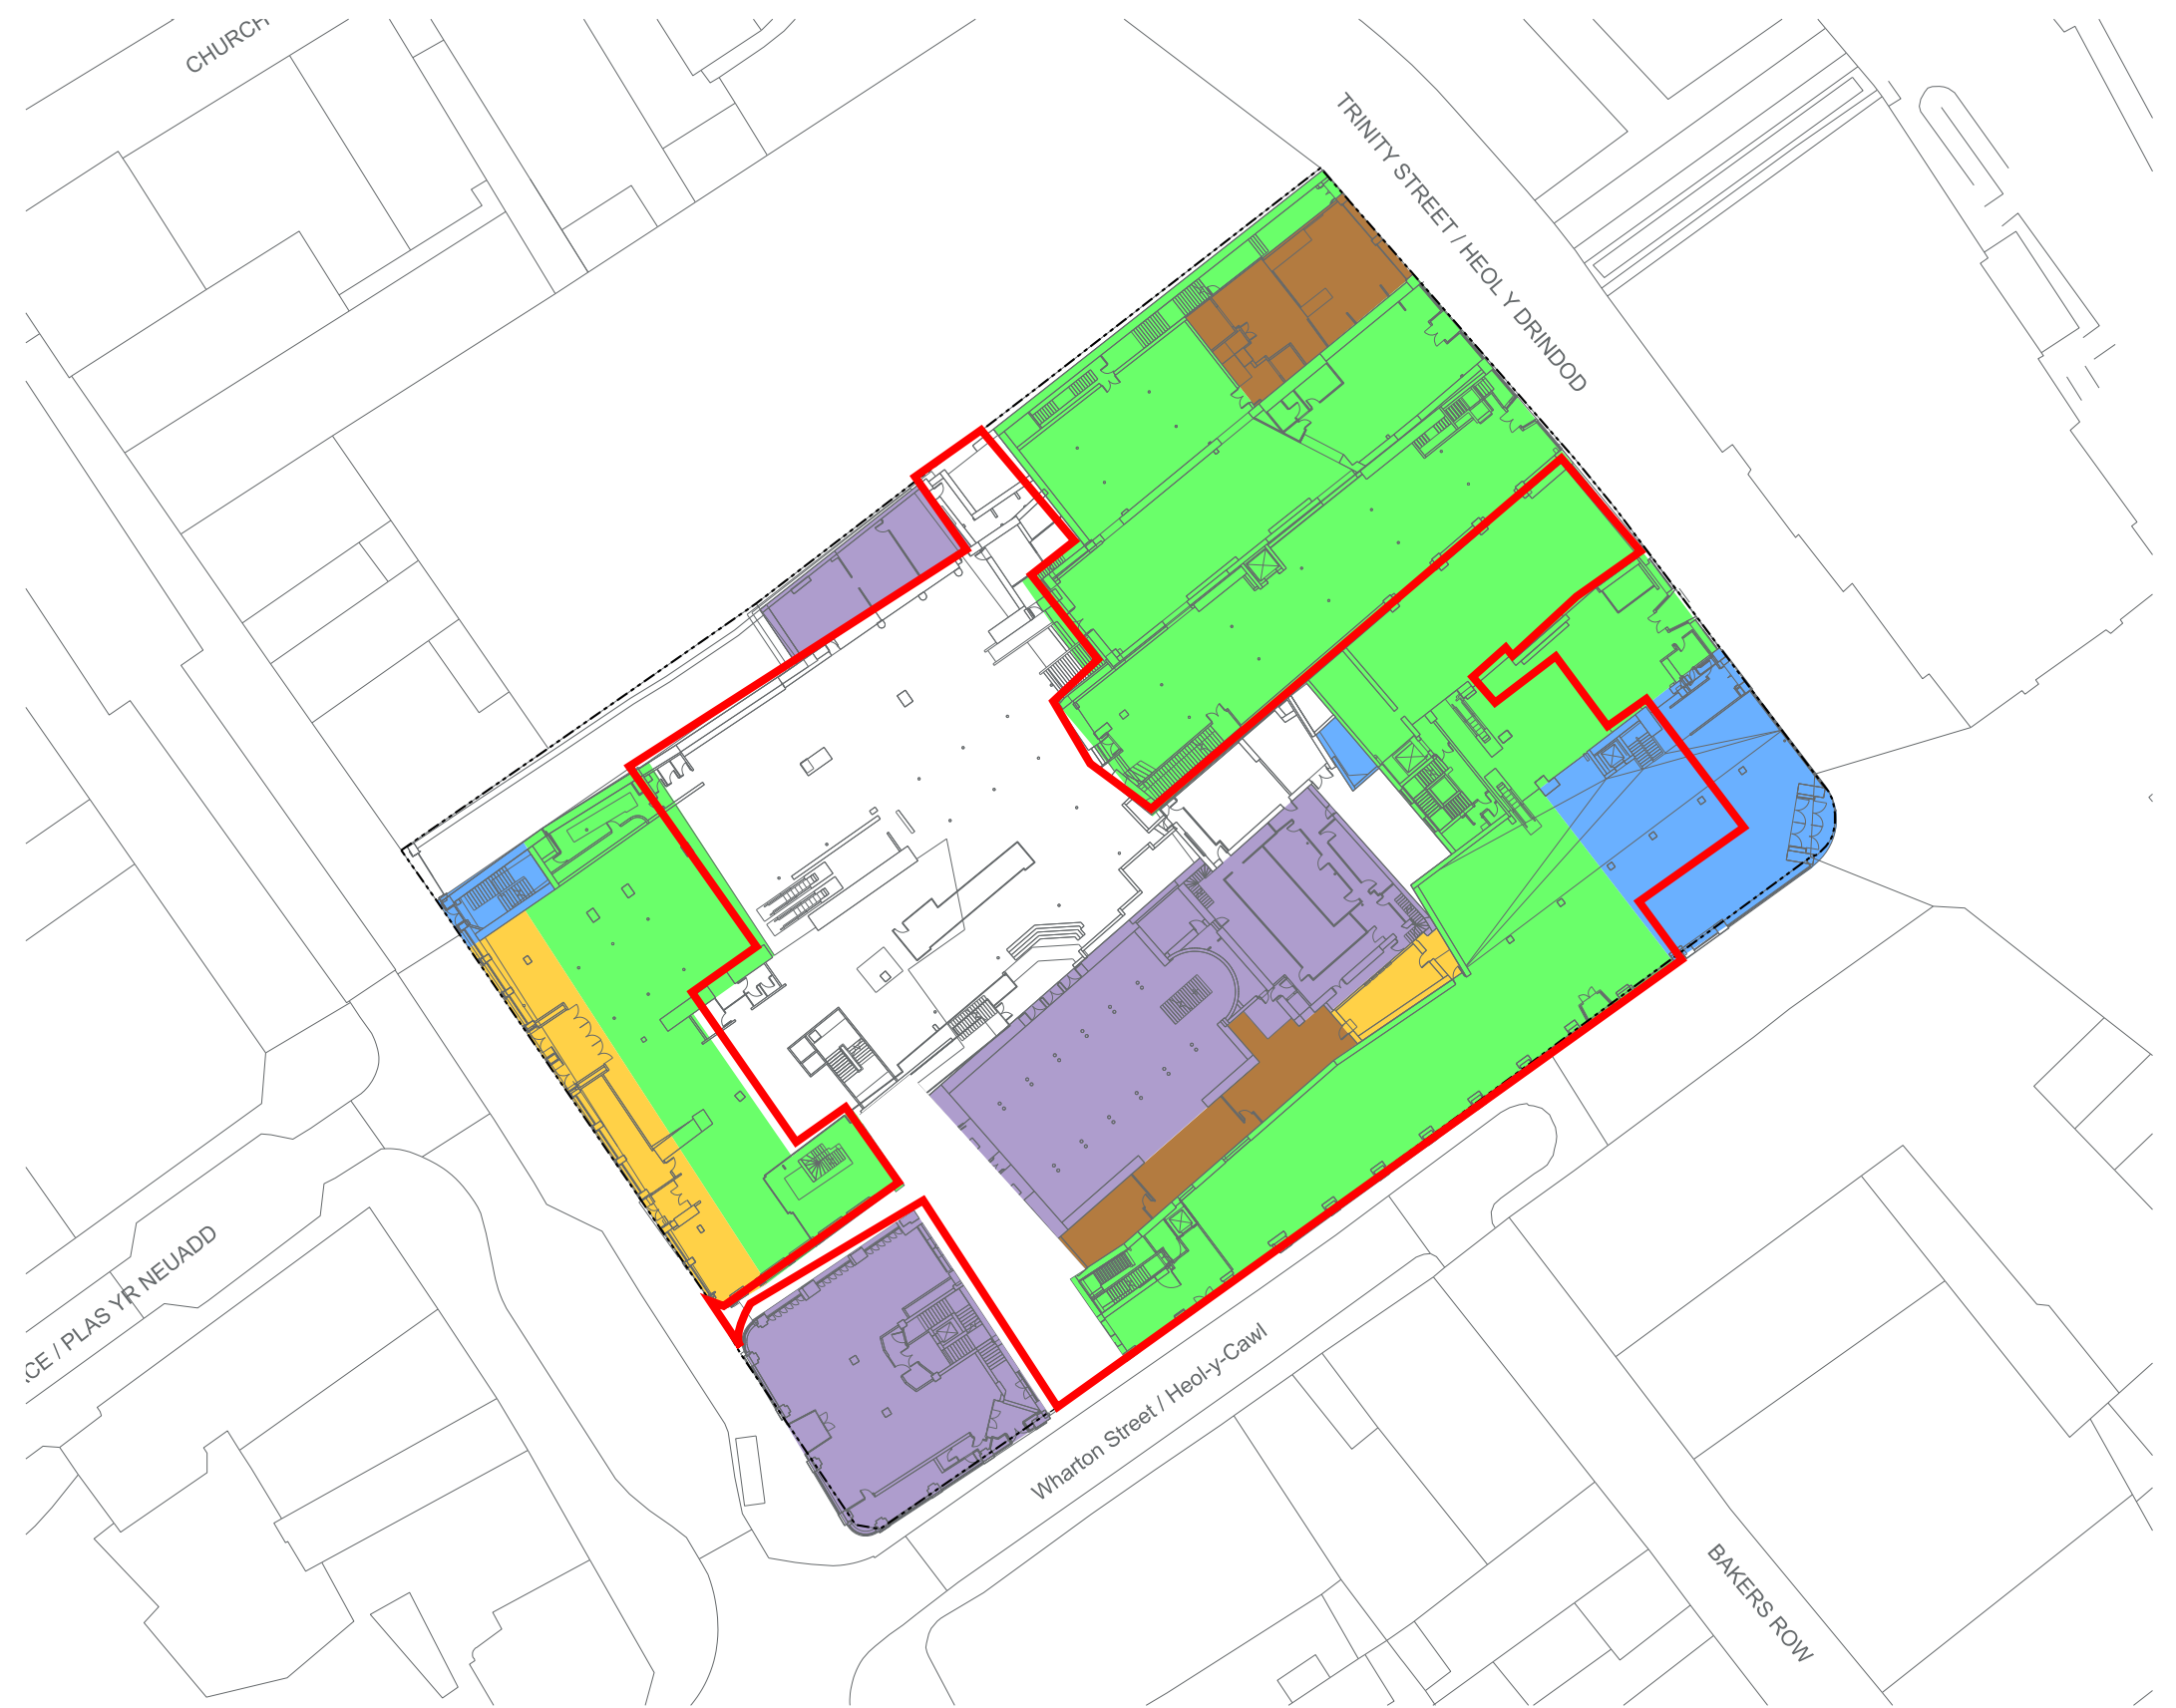 CHURCH
TRINITY STREET / HEOL Y DRINDOD
CE / PLAS YR NEUADD
Wharton Street / Heol-y-Cawl
BAKERS ROW